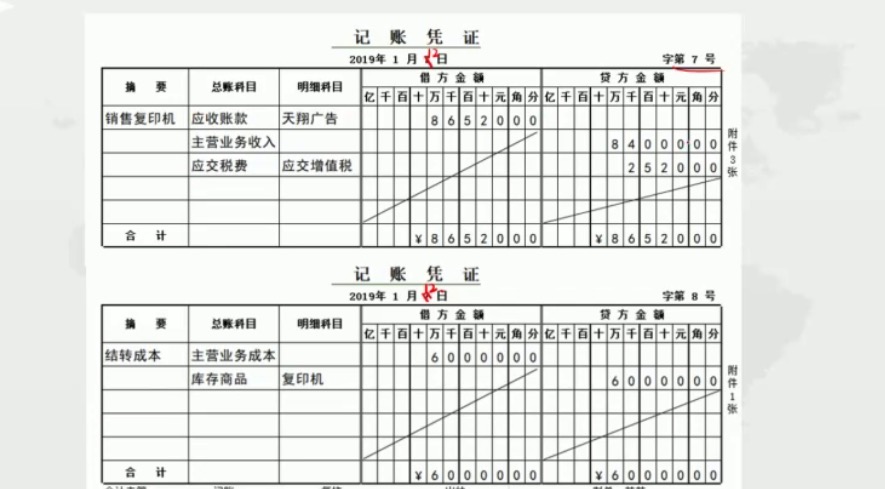 记 账 凭 证
2019年 1 月 12 日 字第 7 号
摘 要 总账科目 明细科目 借 方 金 额 贷 方 金 额
亿 千 百 十 万 千 百 十 元 角 分 亿 千 百 十 万 千 百 十 元 角 分
销售复印机 应收账款 天翔广告 8 6 5 2 0 0 0
主营业务收入 8 4 0 0 0 0 0
应交税费 应交增值税 2 5 2 0 0 0
合 计 ¥ 8 6 5 2 0 0 0 ¥ 8 6 5 2 0 0 0
附件3张
记 账 凭 证
2019年 1 月 12 日 字第 8 号
摘 要 总账科目 明细科目 借 方 金 额 贷 方 金 额
亿 千 百 十 万 千 百 十 元 角 分 亿 千 百 十 万 千 百 十 元 角 分
结转成本 主营业务成本 6 0 0 0 0 0 0
库存商品 复印机 6 0 0 0 0 0 0
合 计 ¥ 6 0 0 0 0 0 0 ¥ 6 0 0 0 0 0 0
附件1张